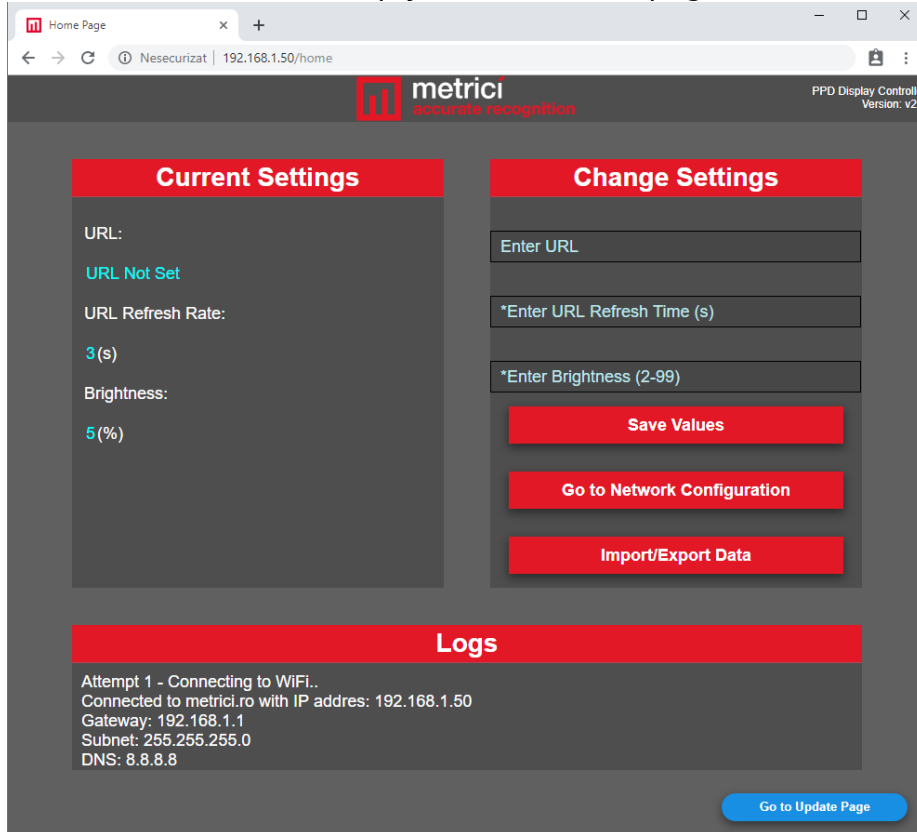 Home Page
Nesecurizat | 192.168.1.50/home
metrici
accurate recognition
PPD Display Controll
Version: v2
Current Settings
URL:
URL Not Set
URL Refresh Rate:
3(s)
Brightness:
5(%)
Change Settings
Enter URL
*Enter URL Refresh Time (s)
*Enter Brightness (2-99)
Save Values
Go to Network Configuration
Import/Export Data
Logs
Attempt 1 - Connecting to WiFi..
Connected to metrici.ro with IP addres: 192.168.1.50
Gateway: 192.168.1.1
Subnet: 255.255.255.0
DNS: 8.8.8.8
Go to Update Page